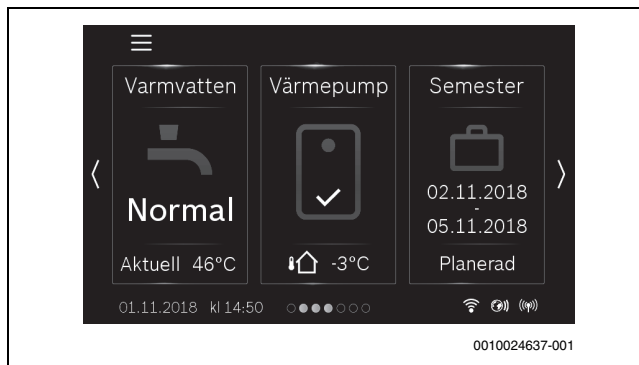 Varmvatten
Normal
Aktuell 46°C
Värmepump
-3°C
Semester
02.11.2018
-
05.11.2018
Planerad
01.11.2018 kl 14:50
0010024637-001